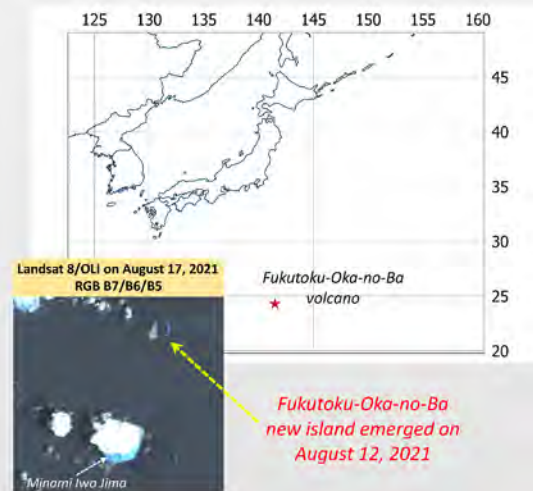 125 130 135 140 145 150 155 160
45
40
35
30
25
20
Landsat 8/OLI on August 17, 2021
RGB B7/B6/B5
Fukutoku-Oka-no-Ba
volcano
Fukutoku-Oka-no-Ba
new island emerged on
August 12, 2021
Minami Iwo Jima